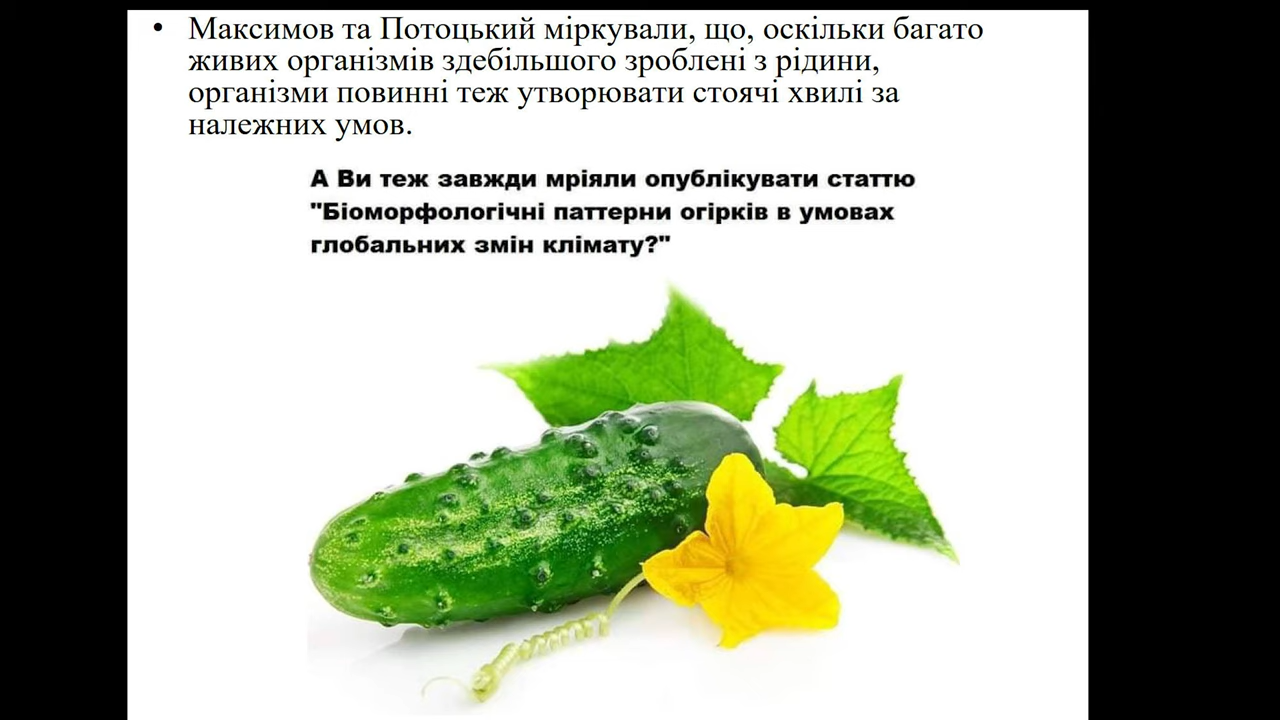 • Максимов та Потоцький міркували, що, оскільки багато
живих організмів здебільшого зроблені з рідини,
організми повинні теж утворювати стоячі хвилі за
належних умов.
А Ви теж завжди мріяли опублікувати статтю
"Біоморфологічні паттерни огірків в умовах
глобальних змін клімату?"